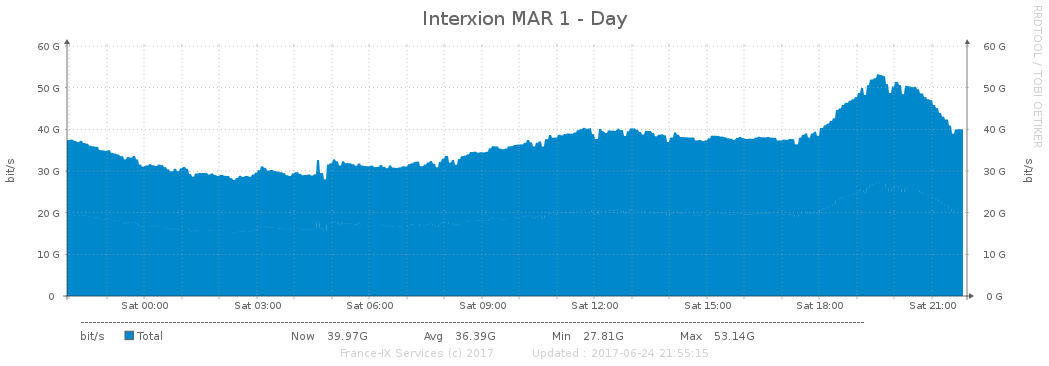 Interxion MAR 1 - Day
RRDTOOL / TOBI OETIKER
60 G 60 G
50 G 50 G
40 G 40 G
30 G 30 G
20 G 20 G
10 G 10 G
0 0 G
bit/s bit/s
Sat 00:00 Sat 03:00 Sat 06:00 Sat 09:00 Sat 12:00 Sat 15:00 Sat 18:00 Sat 21:00
bit/s Total Now 39.97G Avg 36.39G Min 27.81G Max 53.14G
France-IX Services (c) 2017 Updated : 2017-06-24 21:55:15